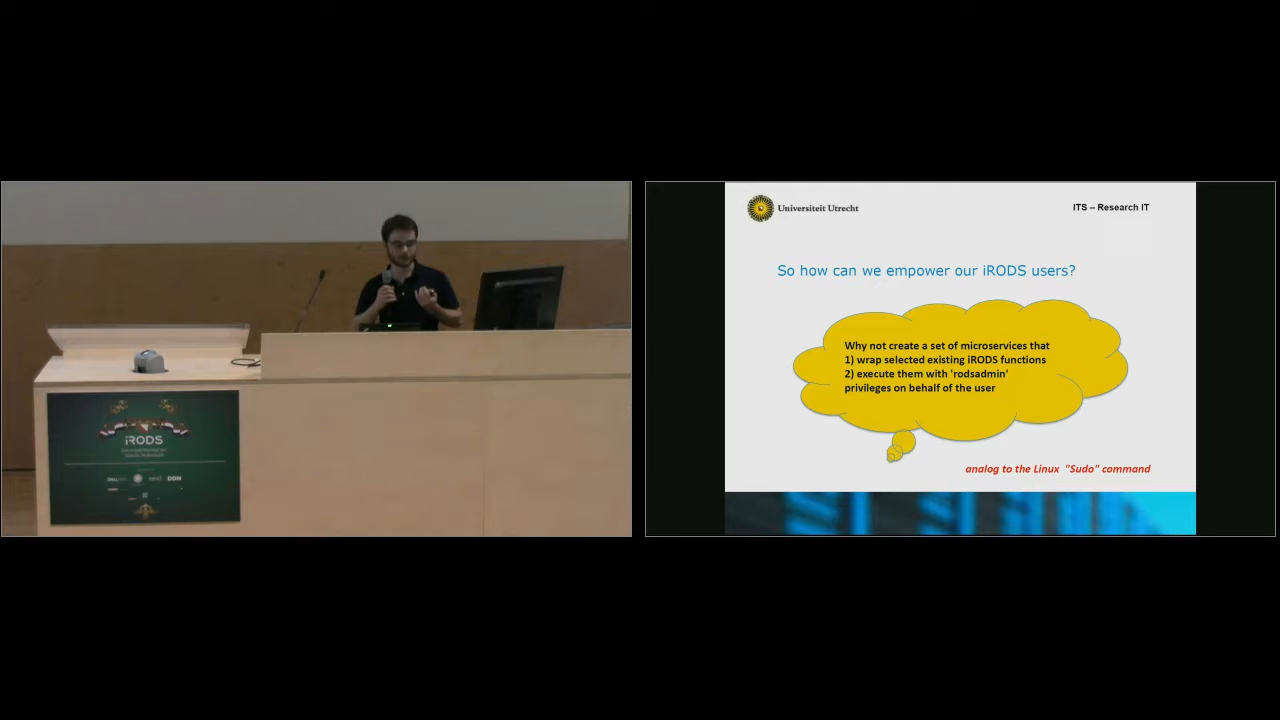 iRODS
DDN
Universiteit Utrecht
ITS – Research IT
So how can we empower our iRODS users?
Why not create a set of microservices that
1) wrap selected existing iRODS functions
2) execute them with 'rodsadmin'
privileges on behalf of the user
analog to the Linux "Sudo" command